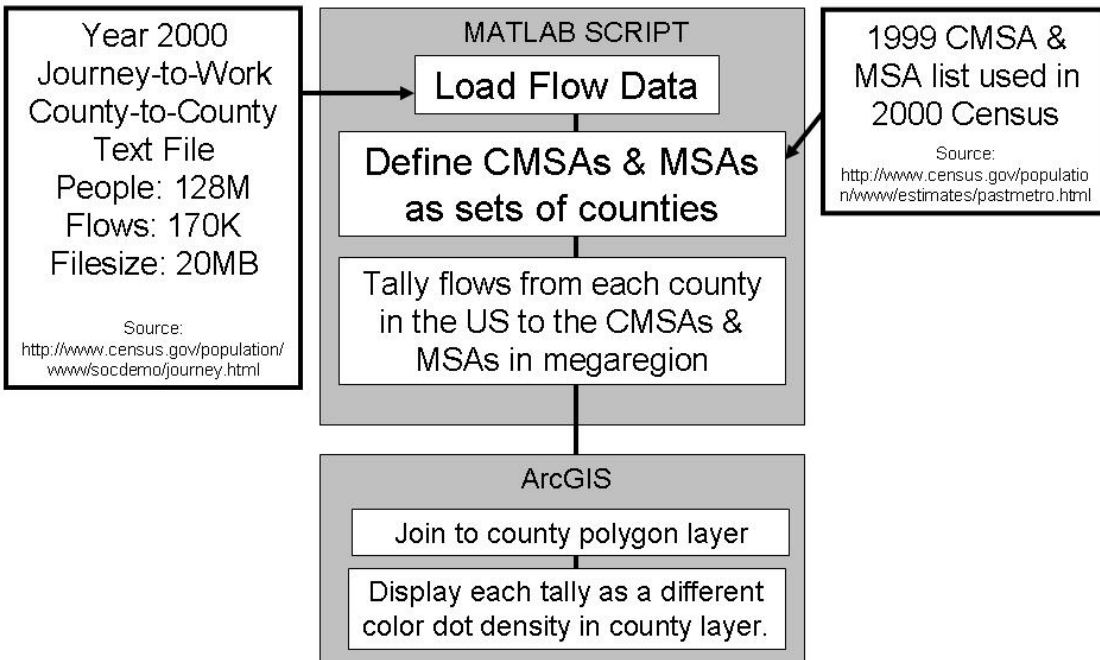 Year 2000
Journey-to-Work
County-to-County
Text File
People: 128M
Flows: 170K
Filesize: 20MB
Source:
http://www.census.gov/population/
www/socdemo/journey.html
MATLAB SCRIPT
Load Flow Data
Define CMSAs & MSAs
as sets of counties
Tally flows from each county
in the US to the CMSAs &
MSAs in megaregion
1999 CMSA &
MSA list used in
2000 Census
Source:
http://www.census.gov/populatio
n/www/estimates/pastmetro.html
ArcGIS
Join to county polygon layer
Display each tally as a different
color dot density in county layer.